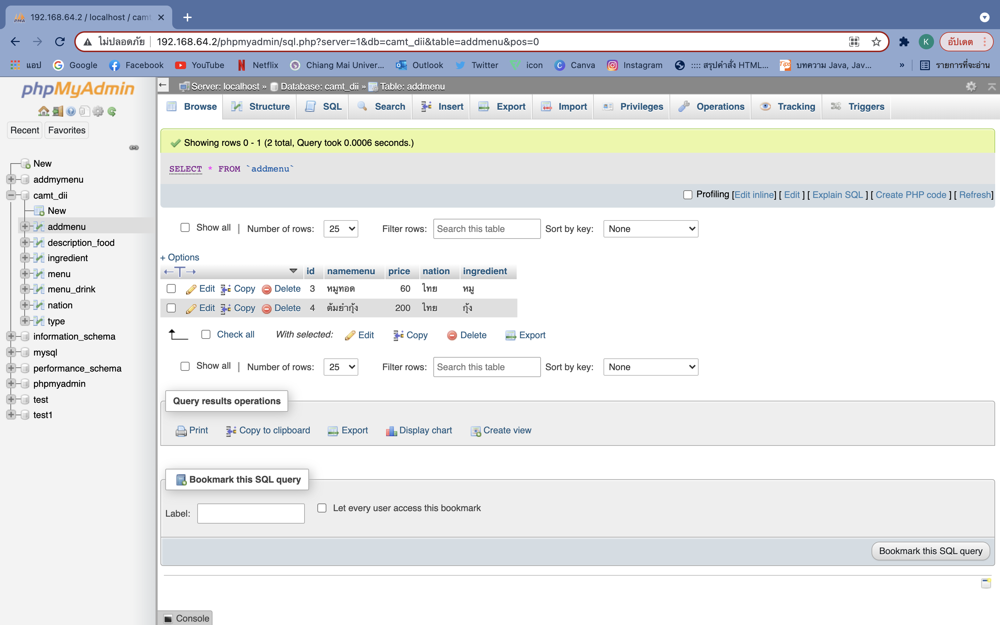 192.168.64.2 / localhost / camt
ไม่ปลอดภัย 192.168.64.2/phpmyadmin/sql.php?server=1&db=camt_dii&table=addmenu&pos=0 K อัปเดต
แอป Google Facebook YouTube Netflix Chiang Mai Univer... Outlook Twitter icon Canva Instagram :::: สรุปคำสั่ง HTML... Tips บทความ Java, Jav... » รายการที่จะอ่าน
phpMyAdmin
Recent Favorites
New
addmymenu
camt_dii
New
addmenu
description_food
ingredient
menu
menu_drink
nation
type
information_schema
mysql
performance_schema
phpmyadmin
test
test1
Server: localhost » Database: camt_dii » Table: addmenu
Browse Structure SQL Search Insert Export Import Privileges Operations Tracking Triggers
Showing rows 0 - 1 (2 total, Query took 0.0006 seconds.)
SELECT * FROM `addmenu`
Profiling [Edit inline] [ Edit ] [ Explain SQL ] [ Create PHP code ] [ Refresh]
Show all | Number of rows: 25 Filter rows: Search this table Sort by key: None
+ Options
←T→ id namemenu price nation ingredient
Edit Copy Delete 3 หมูทอด 60 ไทย หมู
Edit Copy Delete 4 ต้มยำกุ้ง 200 ไทย กุ้ง
Check all With selected: Edit Copy Delete Export
Show all | Number of rows: 25 Filter rows: Search this table Sort by key: None
Query results operations
Print Copy to clipboard Export Display chart Create view
Bookmark this SQL query
Label: Let every user access this bookmark
Bookmark this SQL query
Console